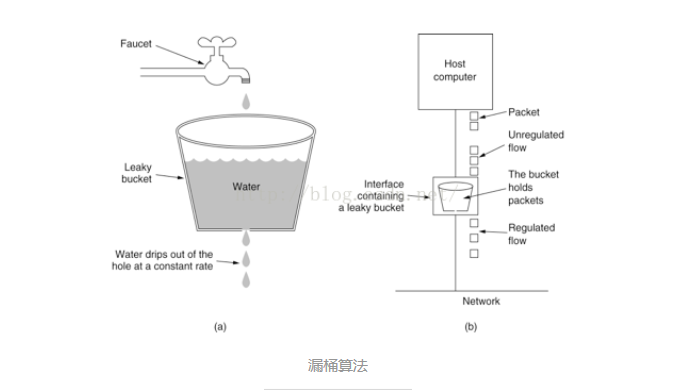 Faucet
Leaky
bucket
Water
Water drips out of the
hole at a constant rate
(a)
Host
computer
Packet
Unregulated
flow
Interface
containing
a leaky bucket
The bucket
holds
packets
Regulated
flow
Network
(b)
漏桶算法